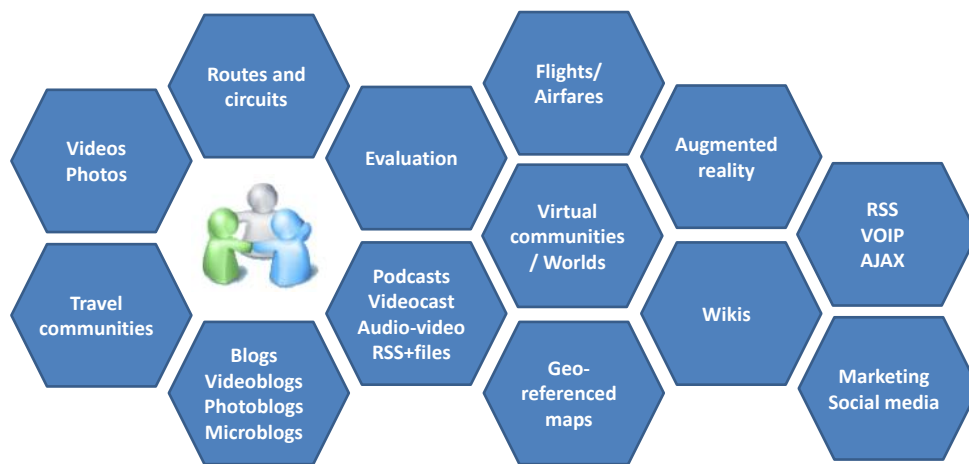 Routes and
circuits
Flights/
Airfares
Videos
Photos
Evaluation
Augmented
reality
Virtual
communities
/ Worlds
RSS
VOIP
AJAX
Travel
communities
Podcasts
Videocast
Audio-video
RSS+files
Wikis
Blogs
Videoblogs
Photoblogs
Microblogs
Geo-
referenced
maps
Marketing
Social media